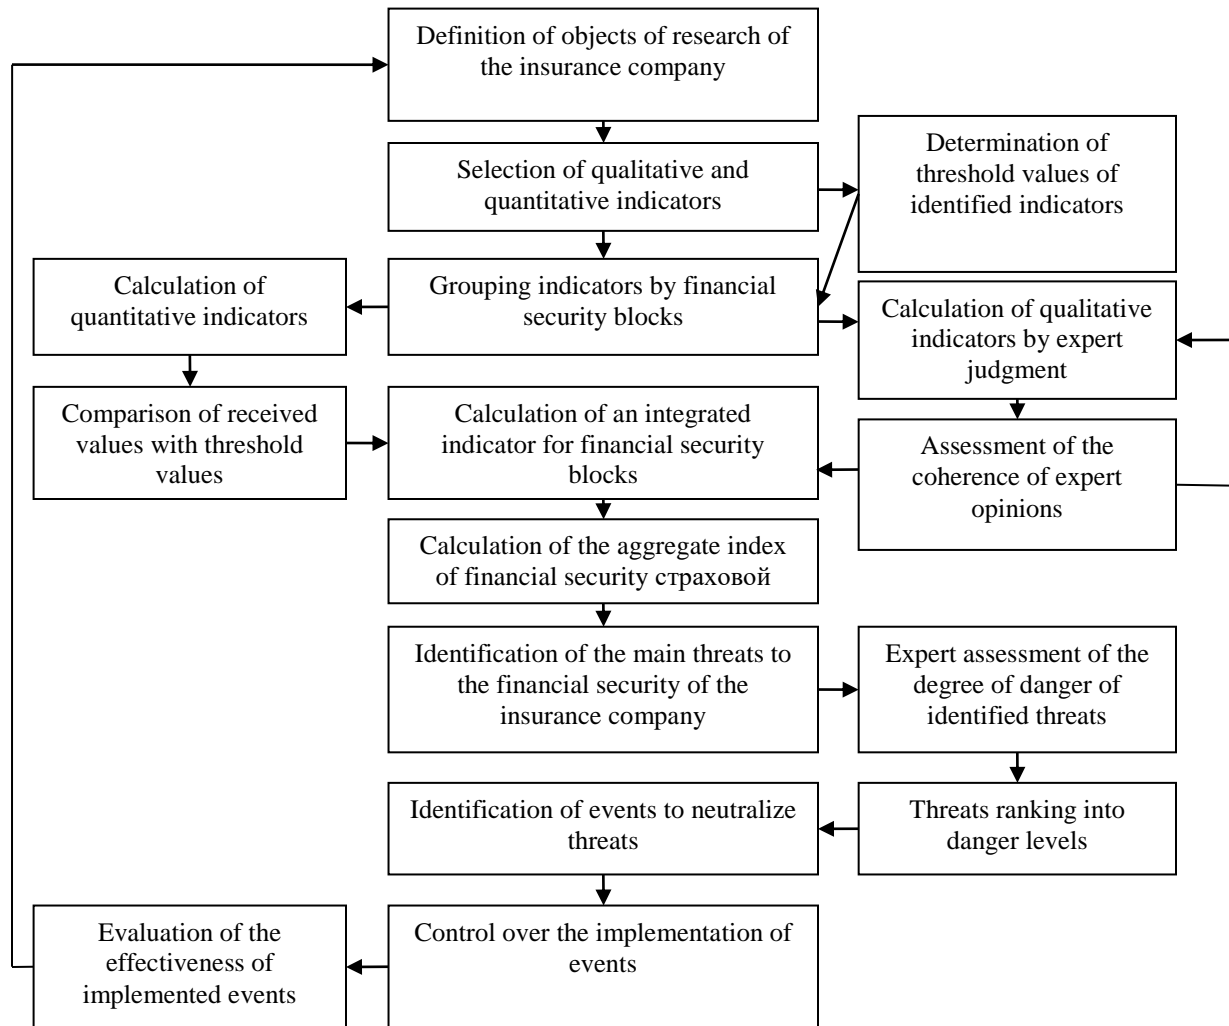 Definition of objects of research of
the insurance company
Selection of qualitative and
quantitative indicators
Determination of
threshold values of
identified indicators
Calculation of
quantitative indicators
Grouping indicators by financial
security blocks
Calculation of qualitative
indicators by expert
judgment
Comparison of received
values with threshold
values
Calculation of an integrated
indicator for financial security
blocks
Assessment of the
coherence of expert
opinions
Calculation of the aggregate index
of financial security страховой
Identification of the main threats to
the financial security of the
insurance company
Expert assessment of the
degree of danger of
identified threats
Identification of events to neutralize
threats
Threats ranking into
danger levels
Evaluation of the
effectiveness of
implemented events
Control over the implementation of
events